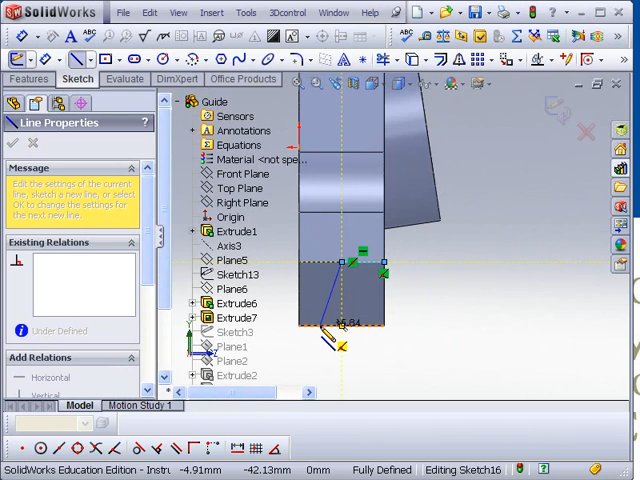 SolidWorks
File Edit View Insert Tools 3Dcontrol Window Help
Features Sketch Evaluate DimXpert Office Products
Line Properties ?
Message
Edit the settings of the current
line, sketch a new line, or select
OK to change the settings for
the next new line.
Existing Relations
Under Defined
Add Relations
Horizontal
Vertical
Guide
Sensors
Annotations
Equations
Material <not spe...
Front Plane
Top Plane
Right Plane
Origin
Extrude1
Axis3
Plane5
Sketch13
Plane6
Extrude6
Extrude7
Sketch3
Plane1
Plane2
Extrude2
Model Motion Study 1
SolidWorks Education Edition - Instru -4.91mm -42.13mm 0mm Fully Defined Editing Sketch16